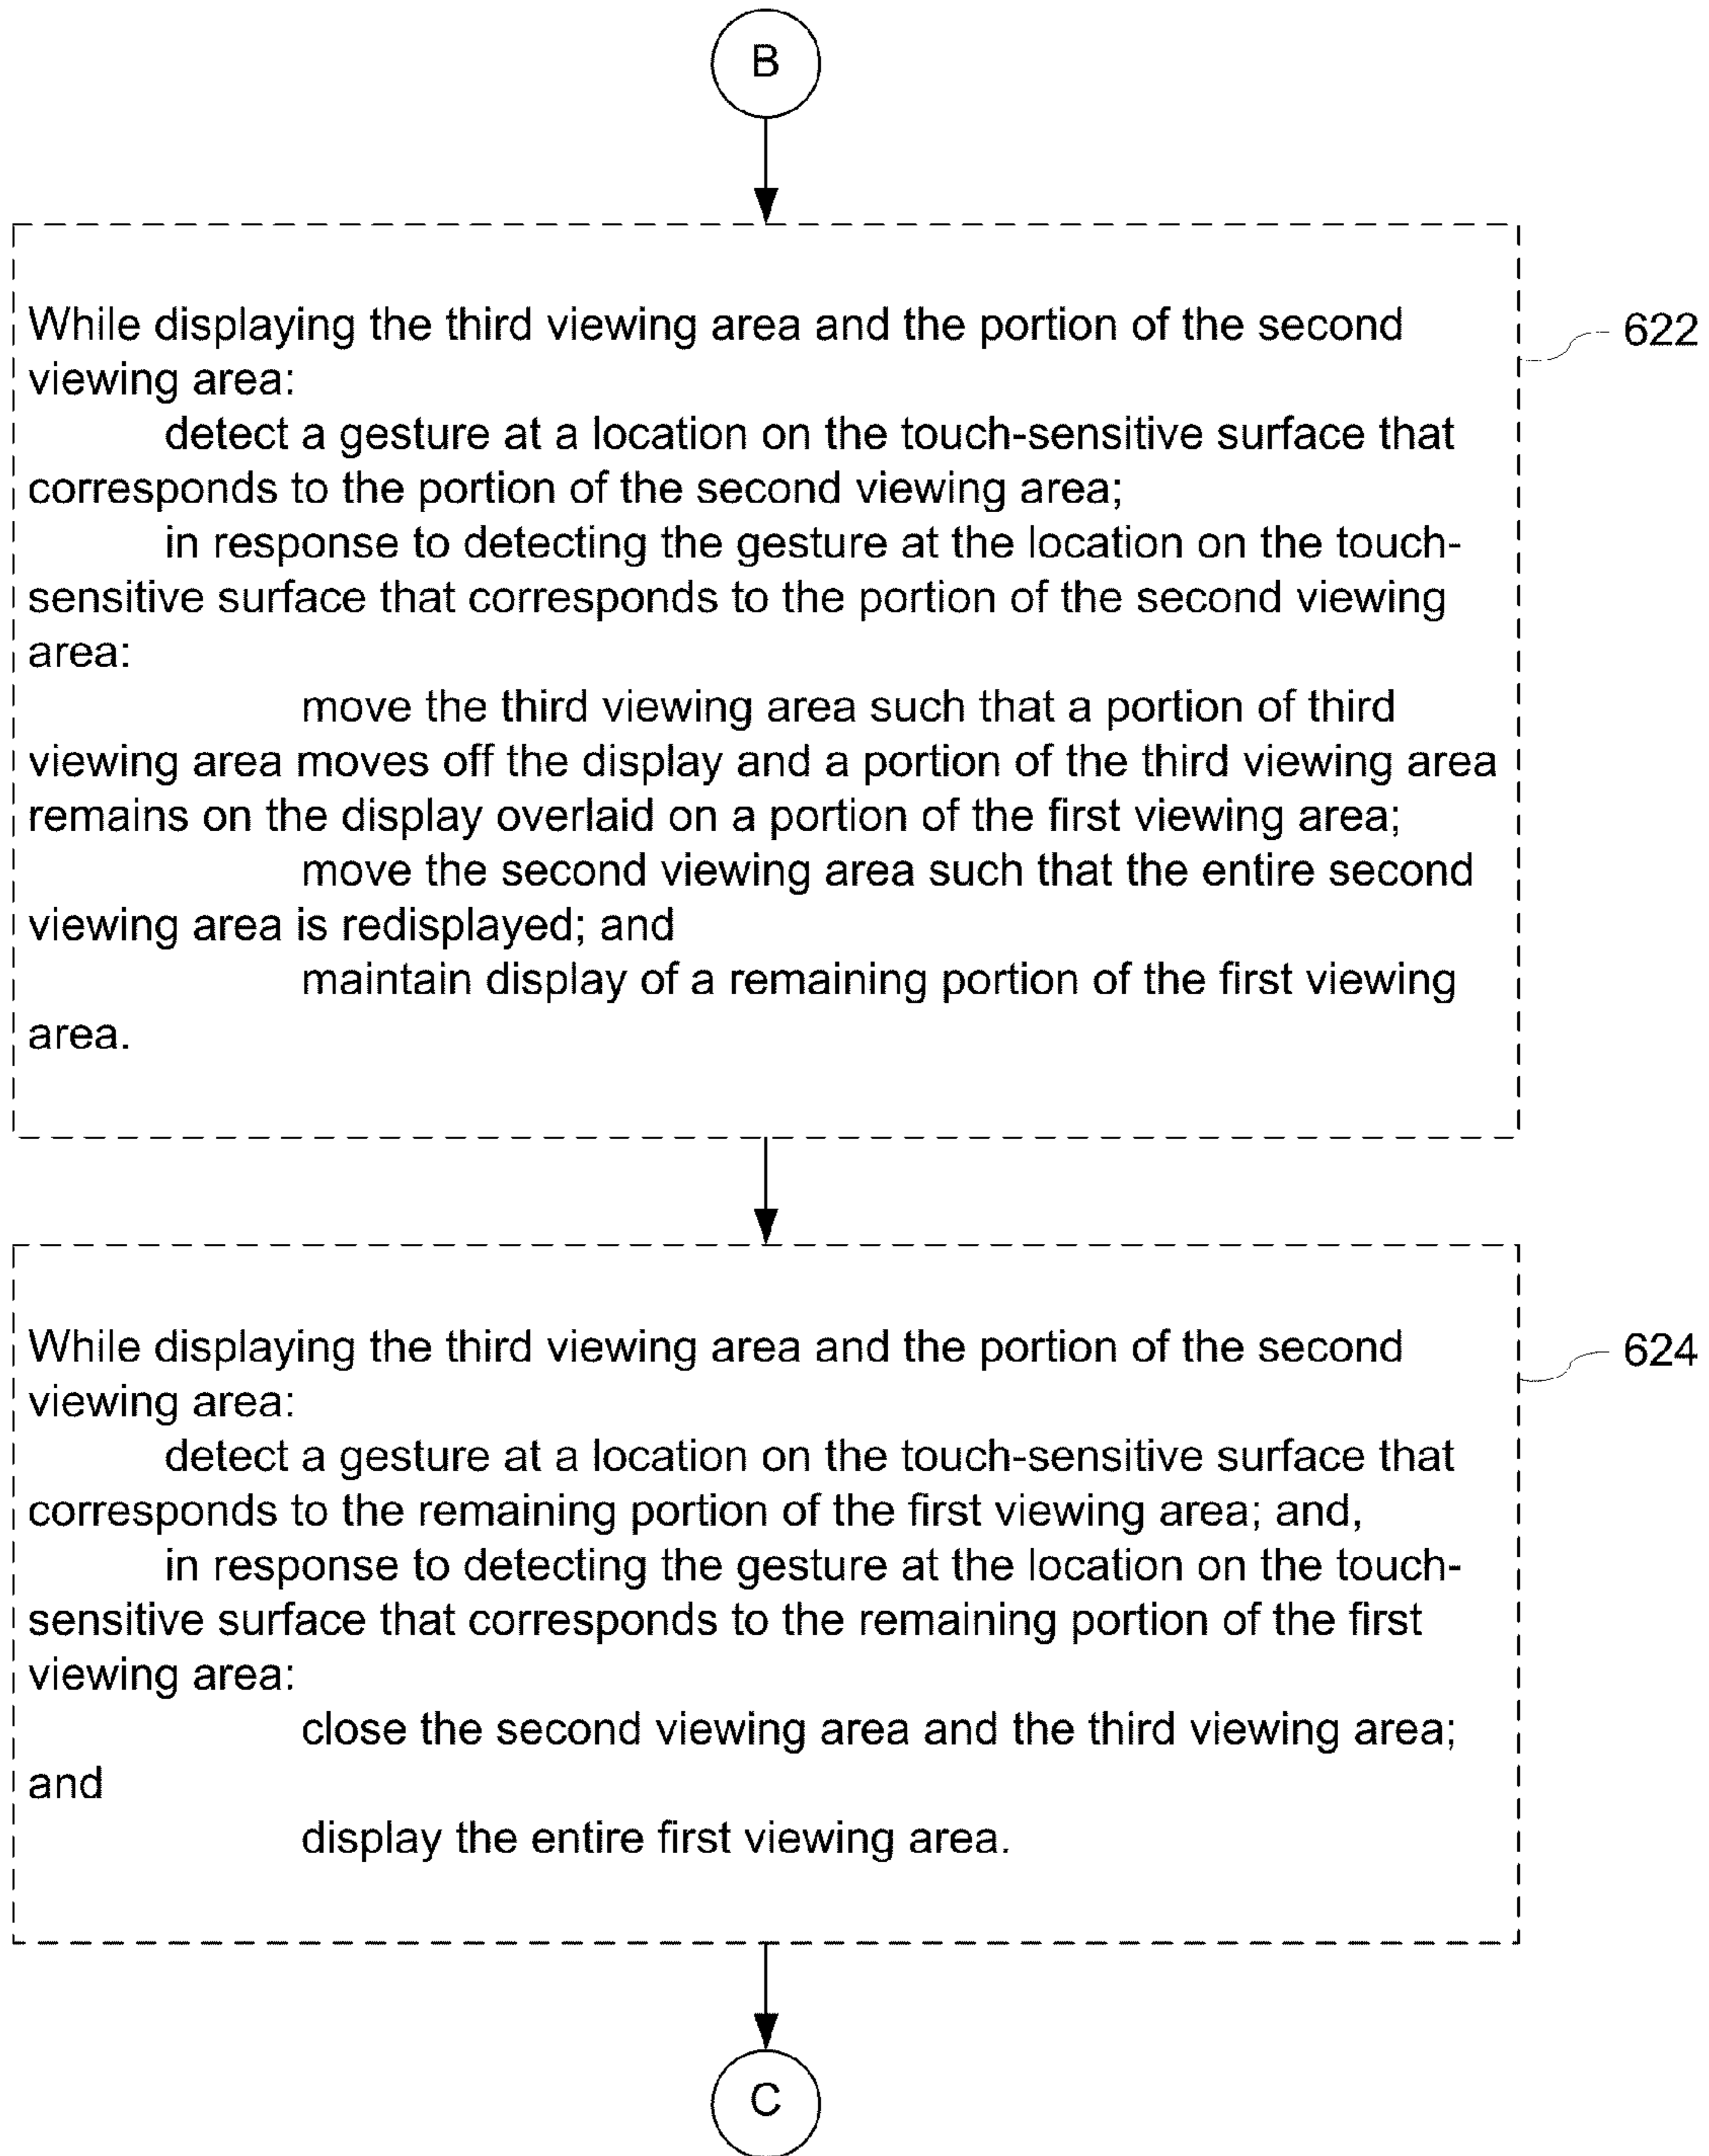 B
While displaying the third viewing area and the portion of the second
viewing area:
detect a gesture at a location on the touch-sensitive surface that
corresponds to the portion of the second viewing area;
in response to detecting the gesture at the location on the touch-
sensitive surface that corresponds to the portion of the second viewing
area:
move the third viewing area such that a portion of third
viewing area moves off the display and a portion of the third viewing area
remains on the display overlaid on a portion of the first viewing area;
move the second viewing area such that the entire second
viewing area is redisplayed; and
maintain display of a remaining portion of the first viewing
area.
622
While displaying the third viewing area and the portion of the second
viewing area:
detect a gesture at a location on the touch-sensitive surface that
corresponds to the remaining portion of the first viewing area; and,
in response to detecting the gesture at the location on the touch-
sensitive surface that corresponds to the remaining portion of the first
viewing area:
close the second viewing area and the third viewing area;
and
display the entire first viewing area.
624
C